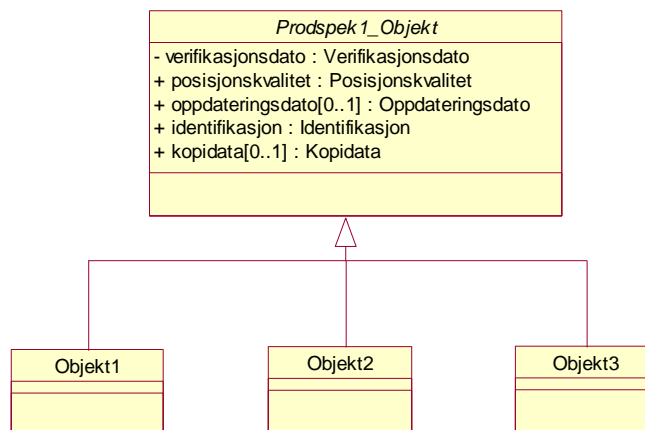 Prodspek1_Objekt
- verifikasjonsdato : Verifikasjonsdato
+ posisjonskvalitet : Posisjonskvalitet
+ oppdateringsdato[0..1] : Oppdateringsdato
+ identifikasjon : Identifikasjon
+ kopidata[0..1] : Kopidata
Objekt1
Objekt2
Objekt3